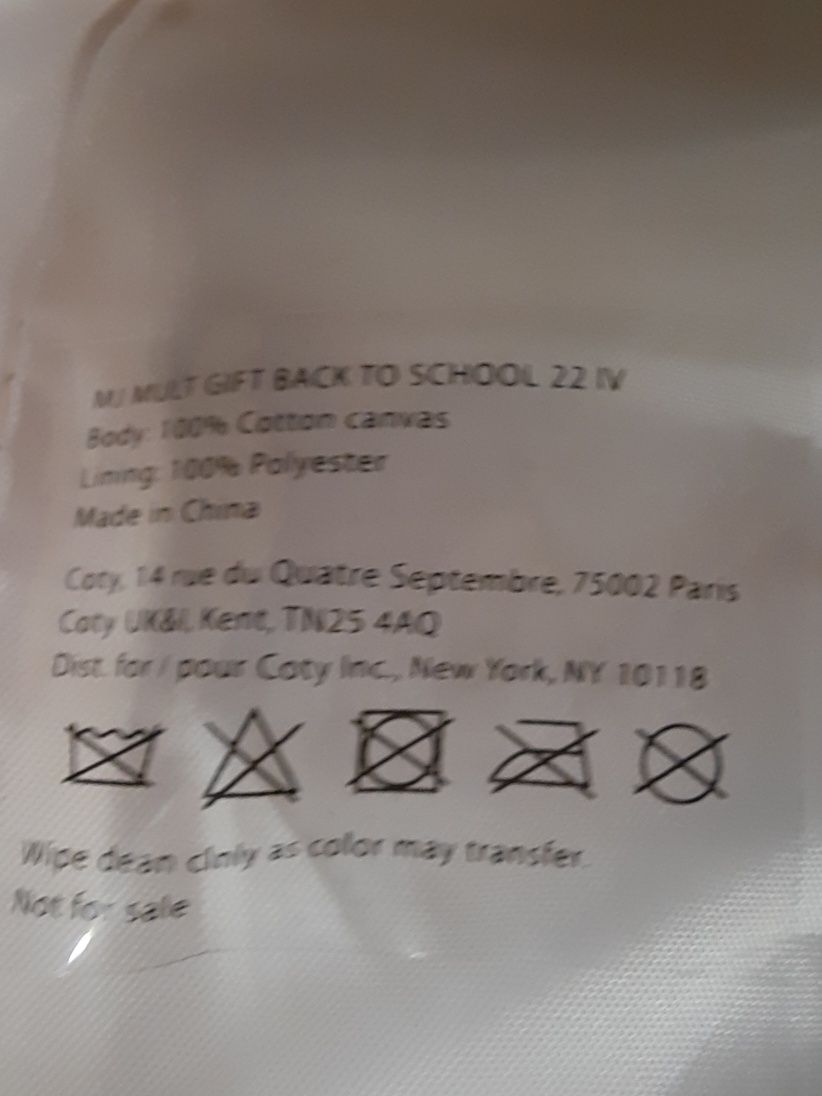 MJ MULT GIFT BACK TO SCHOOL 22 IV
Body: 100% Cotton canvas
Lining: 100% Polyester
Made in China
Coty, 14 rue du Quatre Septembre, 75002 Paris
Coty UK&I, Kent, TN25 4AQ
Dist. for / pour Coty Inc., New York, NY 10118
Wipe clean only as color may transfer.
Not for sale